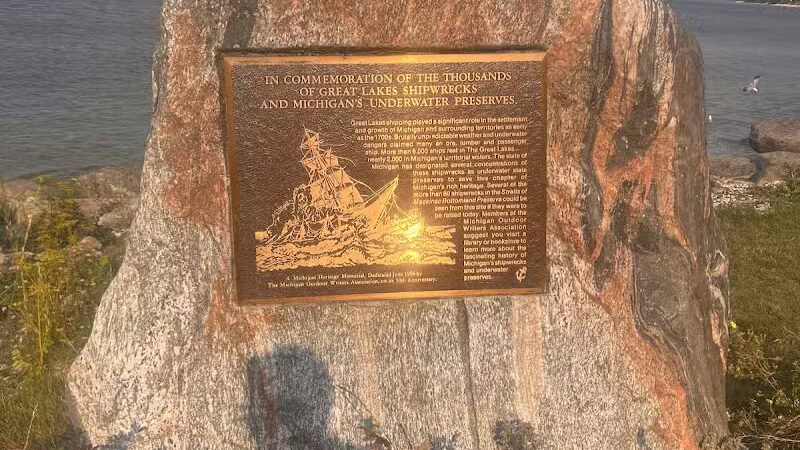 IN COMMEMORATION OF THE THOUSANDS
OF GREAT LAKES SHIPWRECKS
AND MICHIGAN'S UNDERWATER PRESERVES.
Great Lakes shipping played a significant role in the settlement
and growth of Michigan and surrounding territories as early
as the 1700s. Brutally unpredictable weather and underwater
dangers claimed many an ore, lumber and passenger
ship. More than 6,000 ships rest in The Great Lakes...
nearly 2,000 in Michigan's territorial waters. The state of
Michigan has designated several concentrations of
these shipwrecks as underwater state
preserves to save this chapter of
Michigan's rich heritage. Several of the
more than 80 shipwrecks in the Straits of
Mackinac Bottomland Preserve could be
seen from this site if they were to
be raised today. Members of the
Michigan Outdoor
Writers Association
suggest you visit a
library or bookstore to
learn more about the
fascinating history of
Michigan's shipwrecks
and underwater
preserves.
A Michigan Heritage Memorial, Dedicated June 1996 by
The Michigan Outdoor Writers Association, on its 50th Anniversary.